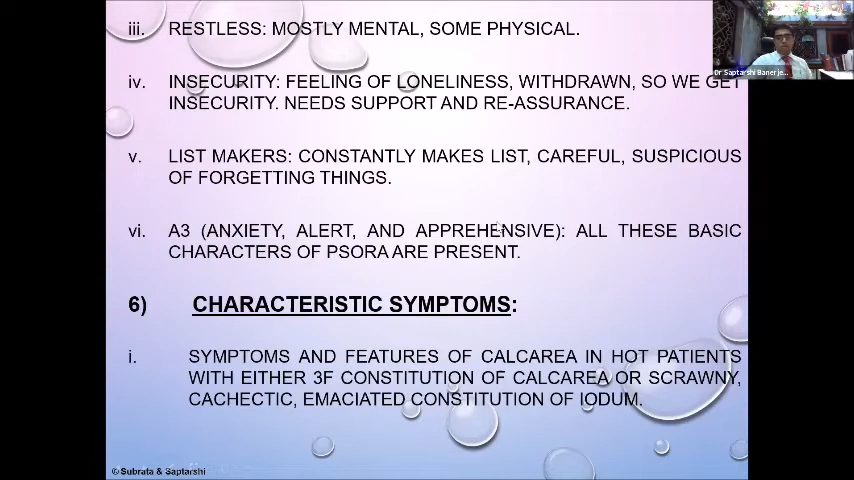 iii. RESTLESS: MOSTLY MENTAL, SOME PHYSICAL.
Dr Saptarshi Banerje...
iv. INSECURITY: FEELING OF LONELINESS, WITHDRAWN, SO WE GET
INSECURITY. NEEDS SUPPORT AND RE-ASSURANCE.
v. LIST MAKERS: CONSTANTLY MAKES LIST, CAREFUL, SUSPICIOUS
OF FORGETTING THINGS.
vi. A3 (ANXIETY, ALERT, AND APPREHENSIVE): ALL THESE BASIC
CHARACTERS OF PSORA ARE PRESENT.
6) CHARACTERISTIC SYMPTOMS:
i. SYMPTOMS AND FEATURES OF CALCAREA IN HOT PATIENTS
WITH EITHER 3F CONSTITUTION OF CALCAREA OR SCRAWNY,
CACHECTIC, EMACIATED CONSTITUTION OF IODUM.
© Subrata & Saptarshi